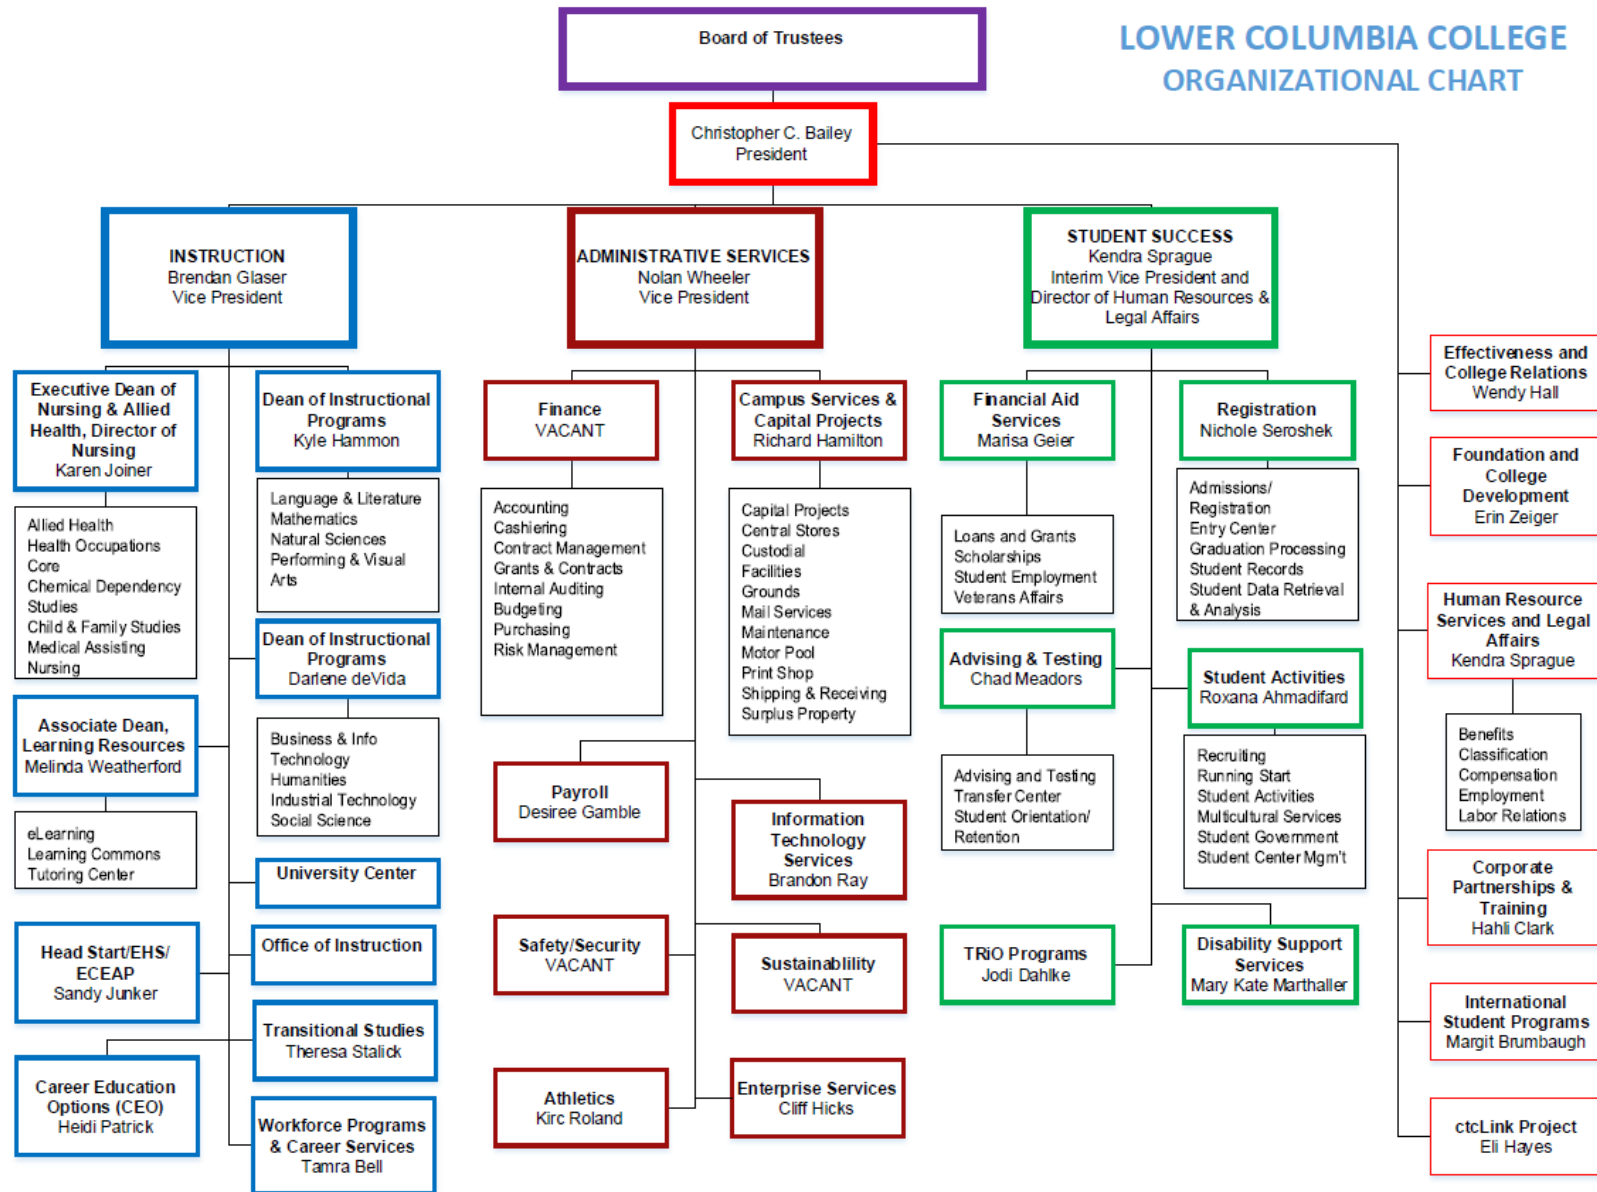 Board of Trustees
LOWER COLUMBIA COLLEGE
ORGANIZATIONAL CHART
Christopher C. Bailey
President
INSTRUCTION
Brendan Glaser
Vice President
ADMINISTRATIVE SERVICES
Nolan Wheeler
Vice President
STUDENT SUCCESS
Kendra Sprague
Interim Vice President and
Director of Human Resources &
Legal Affairs
Executive Dean of
Nursing & Allied
Health, Director of
Nursing
Karen Joiner
Allied Health
Health Occupations
Core
Chemical Dependency
Studies
Child & Family Studies
Medical Assisting
Nursing
Associate Dean,
Learning Resources
Melinda Weatherford
eLearning
Learning Commons
Tutoring Center
Head Start/EHS/
ECEAP
Sandy Junker
Career Education
Options (CEO)
Heidi Patrick
Dean of Instructional
Programs
Kyle Hammon
Language & Literature
Mathematics
Natural Sciences
Performing & Visual
Arts
Dean of Instructional
Programs
Darlene deVida
Business & Info
Technology
Humanities
Industrial Technology
Social Science
University Center
Office of Instruction
Transitional Studies
Theresa Stalick
Workforce Programs
& Career Services
Tamra Bell
Finance
VACANT
Accounting
Cashiering
Contract Management
Grants & Contracts
Internal Auditing
Budgeting
Purchasing
Risk Management
Payroll
Desiree Gamble
Safety/Security
VACANT
Athletics
Kirc Roland
Campus Services &
Capital Projects
Richard Hamilton
Capital Projects
Central Stores
Custodial
Facilities
Grounds
Mail Services
Maintenance
Motor Pool
Print Shop
Shipping & Receiving
Surplus Property
Information
Technology
Services
Brandon Ray
Sustainablility
VACANT
Enterprise Services
Cliff Hicks
Financial Aid
Services
Marisa Geier
Loans and Grants
Scholarships
Student Employment
Veterans Affairs
Advising & Testing
Chad Meadors
Advising and Testing
Transfer Center
Student Orientation/
Retention
TRiO Programs
Jodi Dahlke
Registration
Nichole Seroshek
Admissions/
Registration
Entry Center
Graduation Processing
Student Records
Student Data Retrieval
& Analysis
Student Activities
Roxana Ahmadifard
Recruiting
Running Start
Student Activities
Multicultural Services
Student Government
Student Center Mgm't
Disability Support
Services
Mary Kate Marthaller
Effectiveness and
College Relations
Wendy Hall
Foundation and
College
Development
Erin Zeiger
Human Resource
Services and Legal
Affairs
Kendra Sprague
Benefits
Classification
Compensation
Employment
Labor Relations
Corporate
Partnerships &
Training
Hahli Clark
International
Student Programs
Margit Brumbaugh
ctcLink Project
Eli Hayes